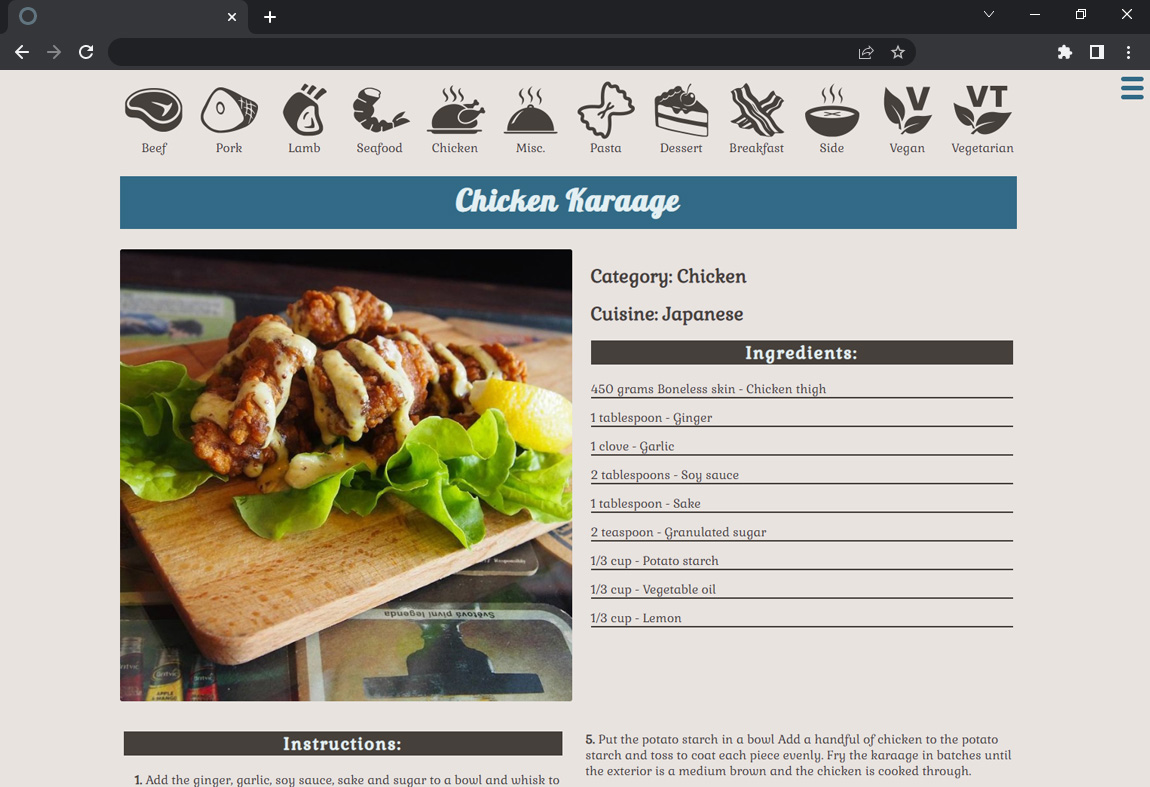 V
VT
Beef
Pork
Lamb
Seafood
Chicken
Misc.
Pasta
Dessert
Breakfast
Side
Vegan
Vegetarian
Chicken Karaage
Category: Chicken
Cuisine: Japanese
Ingredients:
450 grams Boneless skin - Chicken thigh
1 tablespoon - Ginger
1 clove - Garlic
2 tablespoons - Soy sauce
1 tablespoon - Sake
2 teaspoon - Granulated sugar
1/3 cup - Potato starch
1/3 cup - Vegetable oil
1/3 cup - Lemon
Světové pivní legendy
APPLE
Instructions:
1. Add the ginger, garlic, soy sauce, sake and sugar to a bowl and whisk to
5. Put the potato starch in a bowl Add a handful of chicken to the potato
starch and toss to coat each piece evenly. Fry the karaage in batches until
the exterior is a medium brown and the chicken is cooked through.